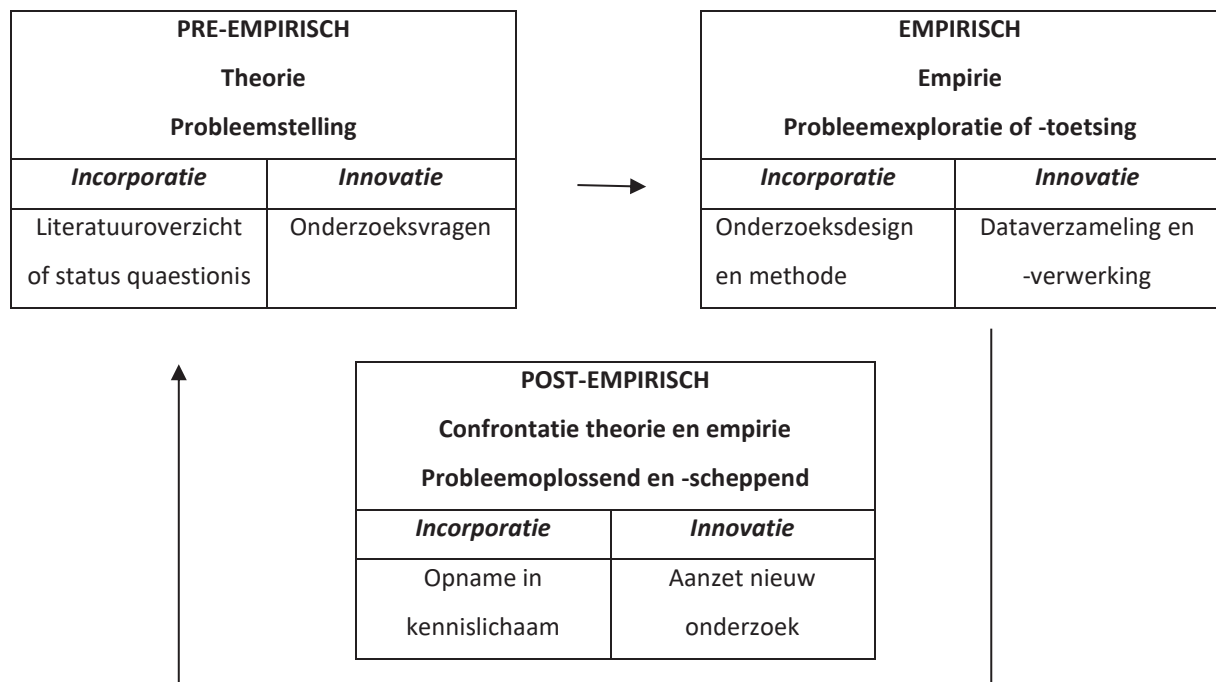 PRE-EMPIRISCH
Theorie
Probleemstelling
Incorporatie
Innovatie
Literatuuroverzicht
of status quaestionis
Onderzoeksvragen
EMPIRISCH
Empirie
Probleemexploratie of -toetsing
Incorporatie
Innovatie
Onderzoeksdesign
en methode
Dataverzameling en
-verwerking
POST-EMPIRISCH
Confrontatie theorie en empirie
Probleemoplossend en -scheppend
Incorporatie
Innovatie
Opname in
kennislichaam
Aanzet nieuw
onderzoek